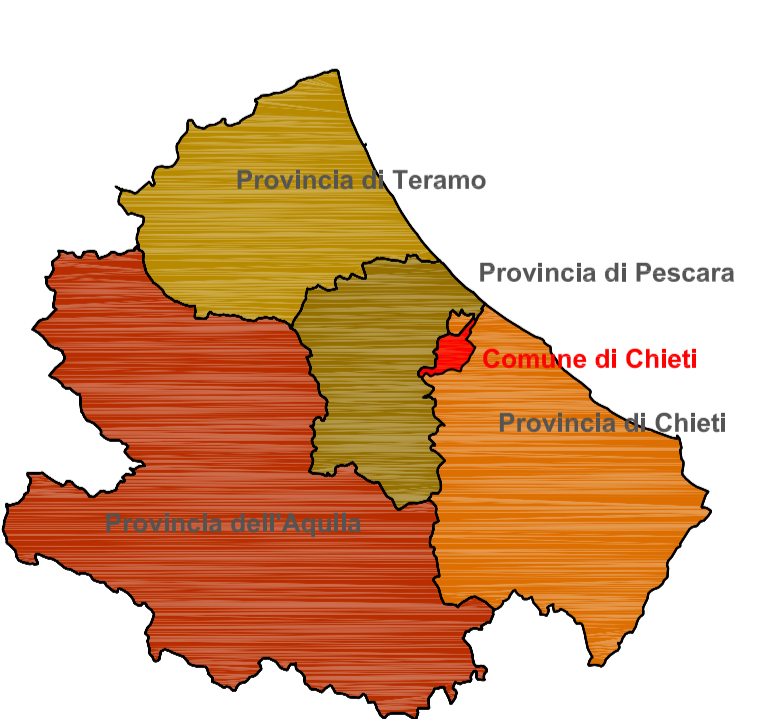 Provincia di Teramo
Provincia di Pescara
Comune di Chieti
Provincia di Chieti
Provincia dell'Aquila